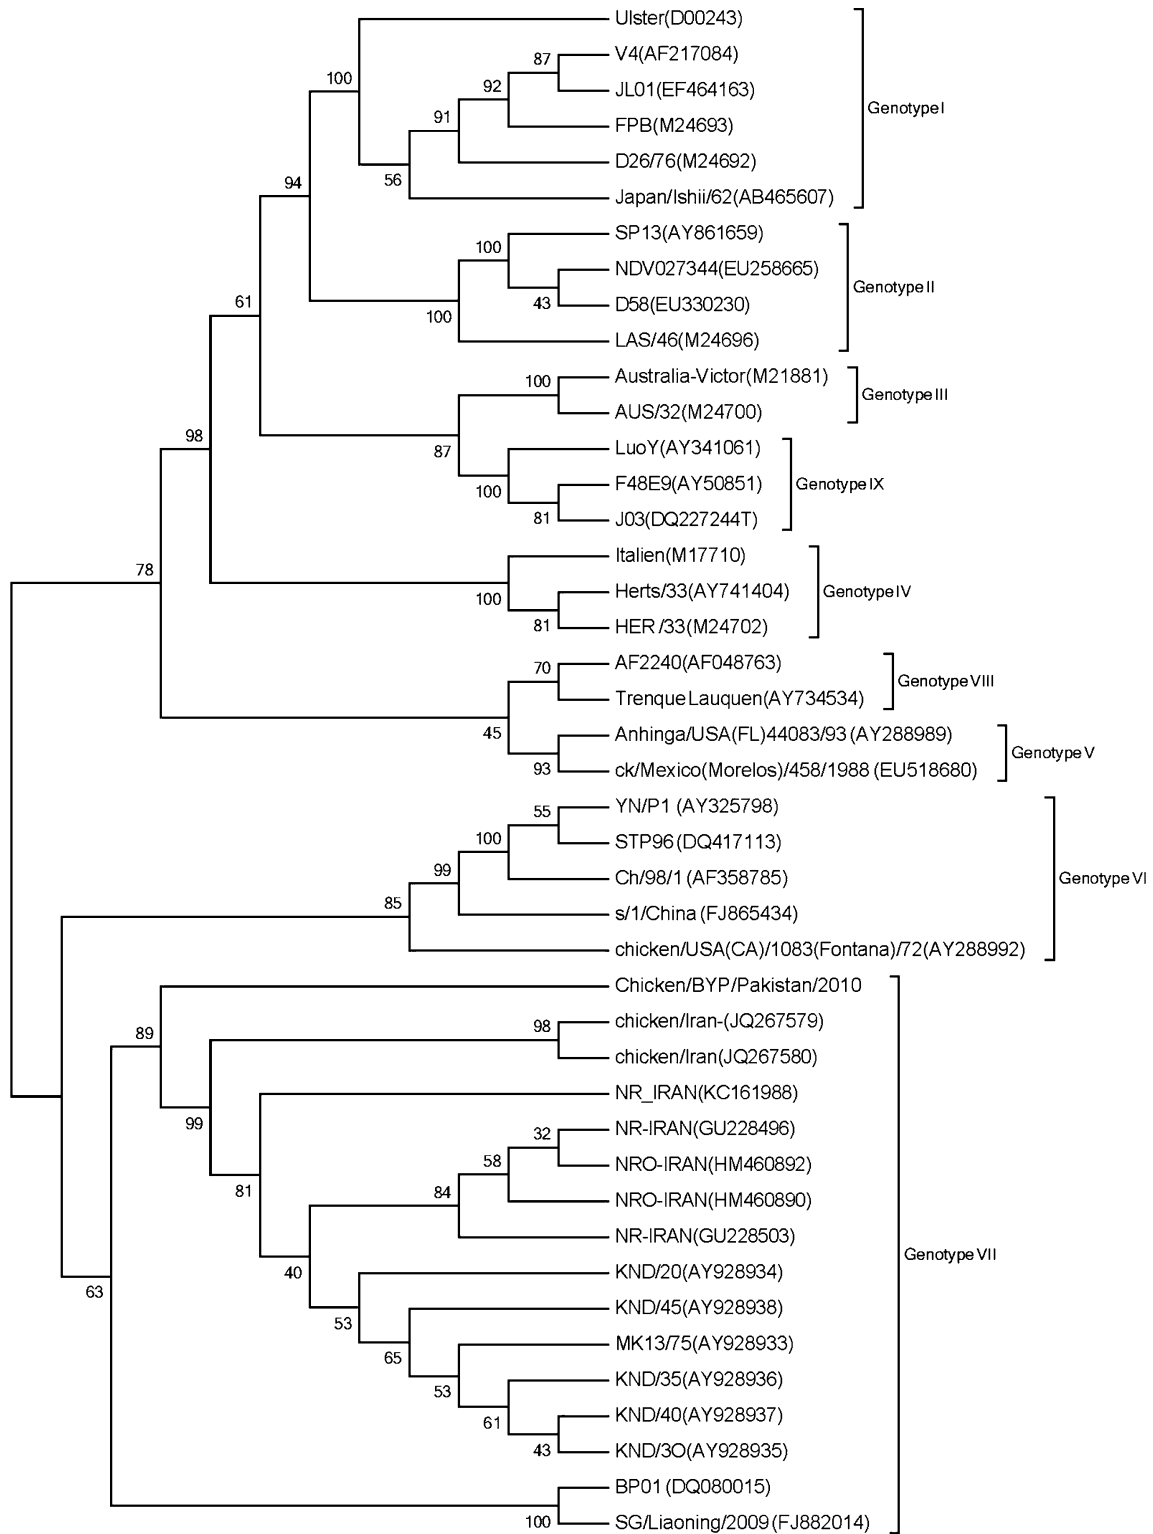 Ulster(D00243)
87
V4(AF217084)
100
92
JL01(EF464163)
Genotype I
91
FPB(M24693)
D26/76(M24692)
56
94
Japan/Ishii/62(AB465607)
SP13(AY861659)
100
NDV027344(EU258665)
Genotype II
61
43
D58(EU330230)
100
LAS/46(M24696)
100
Australia-Victor(M21881)
Genotype III
AUS/32(M24700)
98
87
LuoY(AY341061)
100
F48E9(AY50851)
Genotype IX
81
J03(DQ227244T)
Italien(M17710)
78
100
Herts/33(AY741404)
Genotype IV
81
HER/33(M24702)
70
AF2240(AF048763)
Genotype VIII
Trenque Lauquen(AY734534)
45
Anhinga/USA(FL)44083/93 (AY288989)
Genotype V
93
ck/Mexico(Morelos)/458/1988 (EU518680)
55
YN/P1 (AY325798)
100
STP96 (DQ417113)
99
Ch/98/1 (AF358785)
Genotype VI
85
s/1/China (FJ865434)
chicken/USA(CA)/1083(Fontana)/72(AY288992)
Chicken/BYP/Pakistan/2010
89
98
chicken/Iran-(JQ267579)
chicken/Iran(JQ267580)
NR_IRAN(KC161988)
99
32
NR-IRAN(GU228496)
58
NRO-IRAN(HM460892)
81
84
NRO-IRAN(HM460890)
NR-IRAN(GU228503)
Genotype VII
40
KND/20(AY928934)
63
KND/45(AY928938)
53
MK13/75(AY928933)
65
KND/35(AY928936)
53
KND/40(AY928937)
61
43
KND/3O(AY928935)
BP01 (DQ080015)
100
SG/Liaoning/2009 (FJ882014)